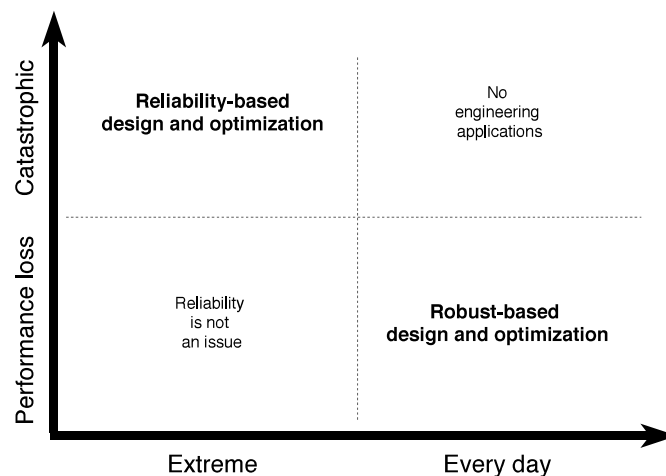 Catastrophic
Reliability-based
design and optimization
No
engineering
applications
Performance loss
Reliability
is not
an issue
Robust-based
design and optimization
Extreme
Every day